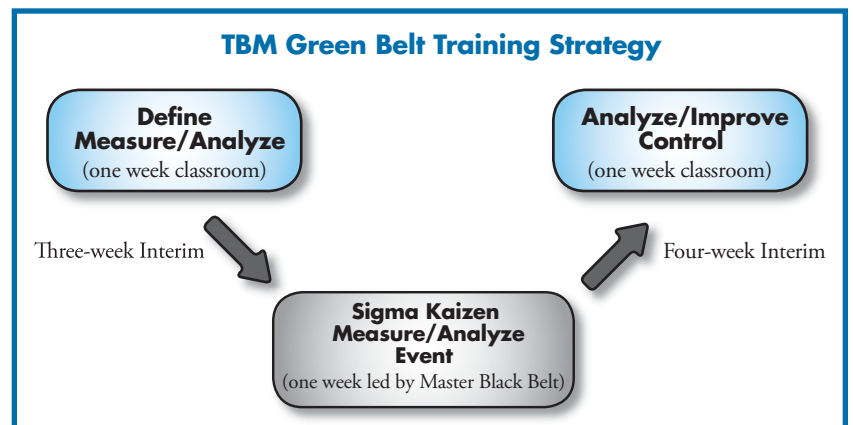 TBM Green Belt Training Strategy
Define
Measure/Analyze
(one week classroom)
Analyze/Improve
Control
(one week classroom)
Three-week Interim
Four-week Interim
Sigma Kaizen
Measure/Analyze
Event
(one week led by Master Black Belt)